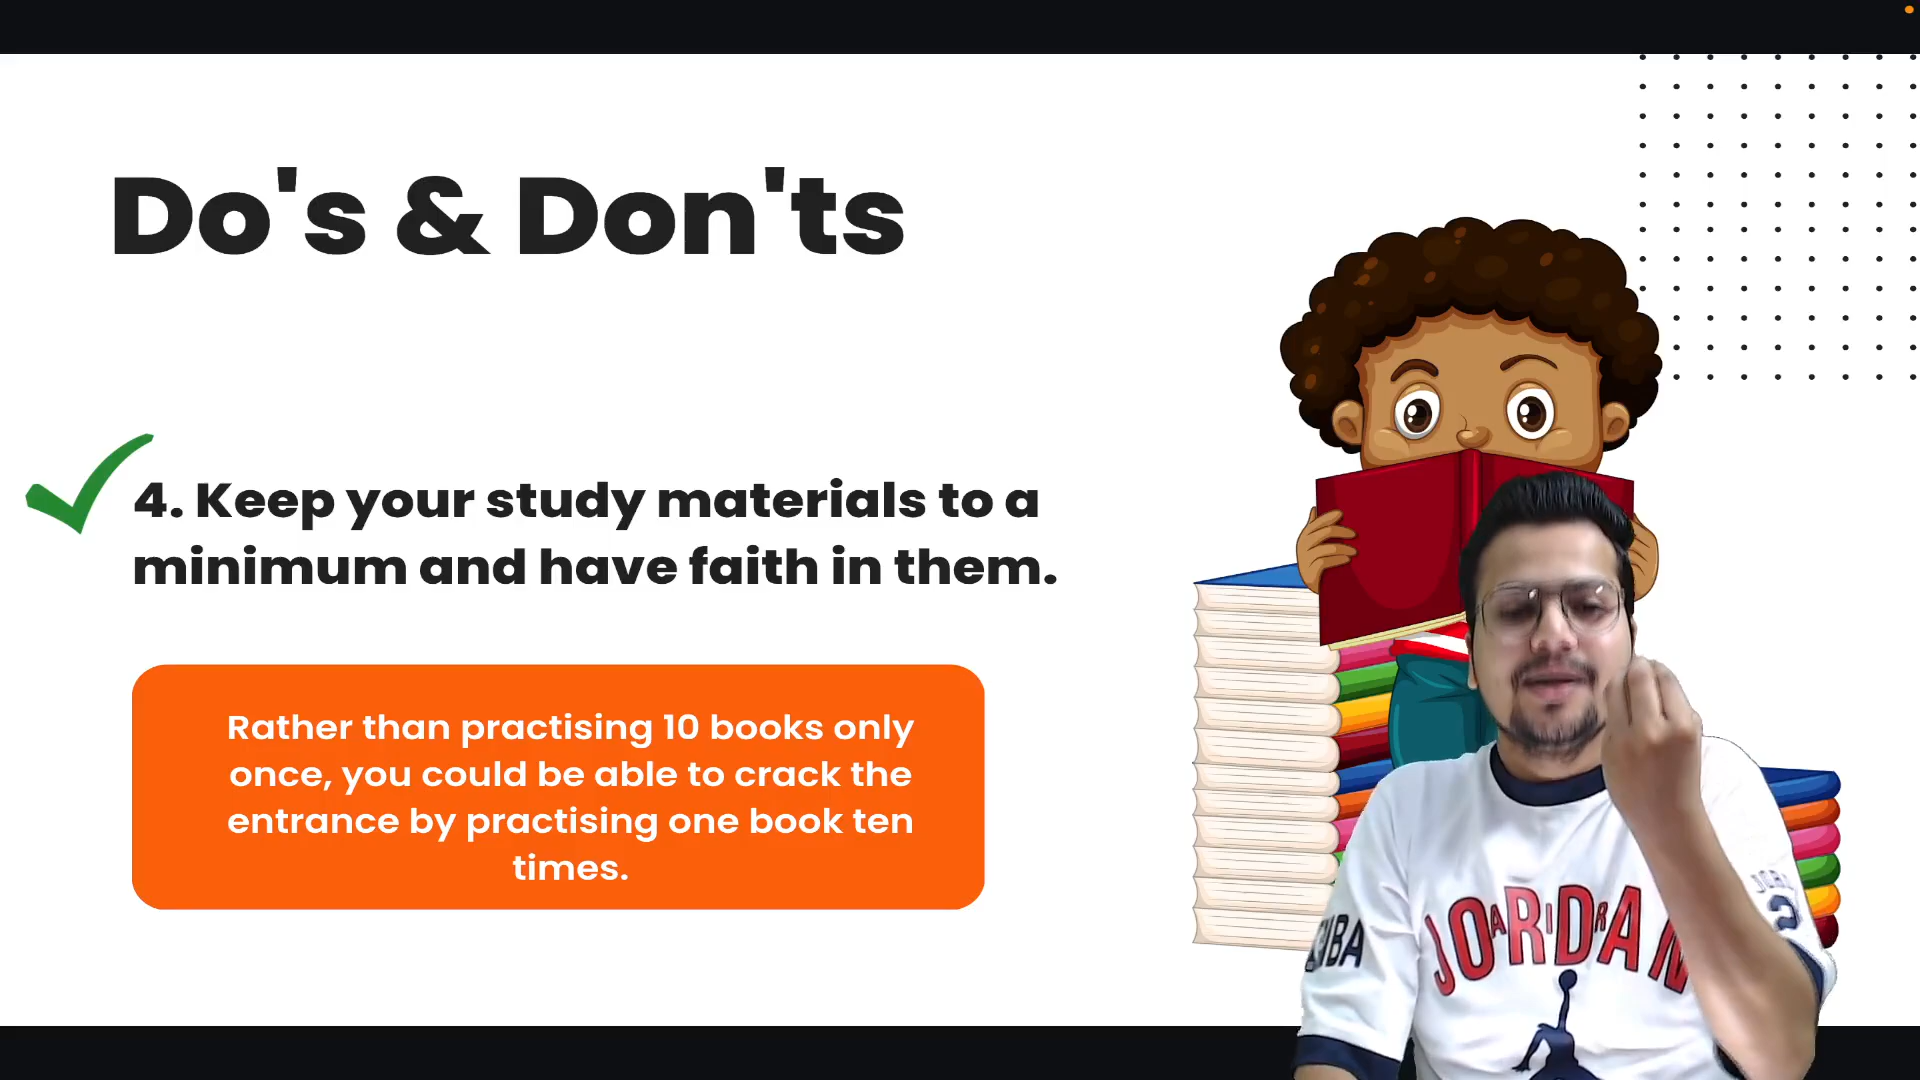 Do's & Don'ts
4. Keep your study materials to a
minimum and have faith in them.
Rather than practising 10 books only
once, you could be able to crack the
entrance by practising one book ten
times.
JORDAN